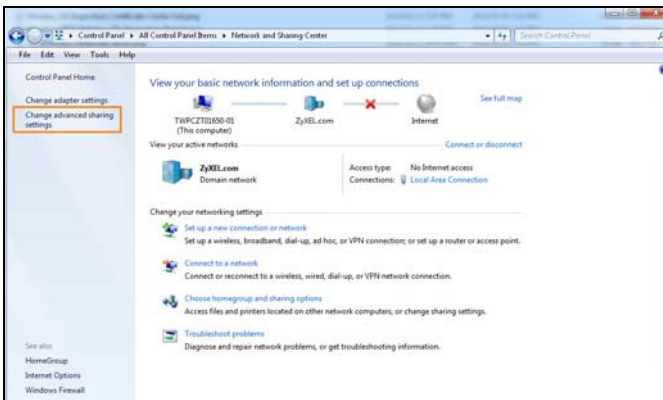 Control Panel ▸ All Control Panel Items ▸ Network and Sharing Center
Search Control Panel
File Edit View Tools Help
Control Panel Home
Change adapter settings
Change advanced sharing
settings
View your basic network information and set up connections
See full map
TWPCZT01650-01
(This computer)
ZyXEL.com
Internet
View your active networks
Connect or disconnect
ZyXEL.com
Domain network
Access type: No Internet access
Connections: Local Area Connection
Change your networking settings
Set up a new connection or network
Set up a wireless, broadband, dial-up, ad hoc, or VPN connection; or set up a router or access point.
Connect to a network
Connect or reconnect to a wireless, wired, dial-up, or VPN network connection.
Choose homegroup and sharing options
Access files and printers located on other network computers, or change sharing settings.
Troubleshoot problems
Diagnose and repair network problems, or get troubleshooting information.
See also
HomeGroup
Internet Options
Windows Firewall